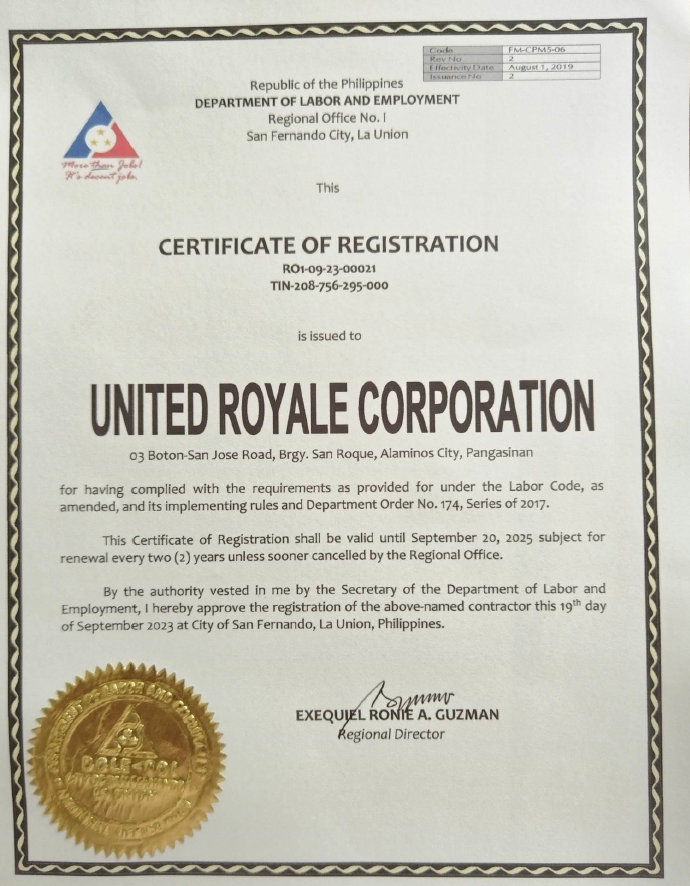 Code FM-CPM5-06
Rev No 2
Effectivity Date August 1, 2019
Issuance No 2
Republic of the Philippines
DEPARTMENT OF LABOR AND EMPLOYMENT
Regional Office No. I
San Fernando City, La Union
More than Jobs!
It's decent jobs.
This
CERTIFICATE OF REGISTRATION
RO1-09-23-00021
TIN-208-756-295-000
is issued to
UNITED ROYALE CORPORATION
03 Boton-San Jose Road, Brgy. San Roque, Alaminos City, Pangasinan
for having complied with the requirements as provided for under the Labor Code, as
amended, and its implementing rules and Department Order No. 174, Series of 2017.
This Certificate of Registration shall be valid until September 20, 2025 subject for
renewal every two (2) years unless sooner cancelled by the Regional Office.
By the authority vested in me by the Secretary of the Department of Labor and
Employment, I hereby approve the registration of the above-named contractor this 19th day
of September 2023 at City of San Fernando, La Union, Philippines.
EXEQUIEL RONIE A. GUZMAN
Regional Director